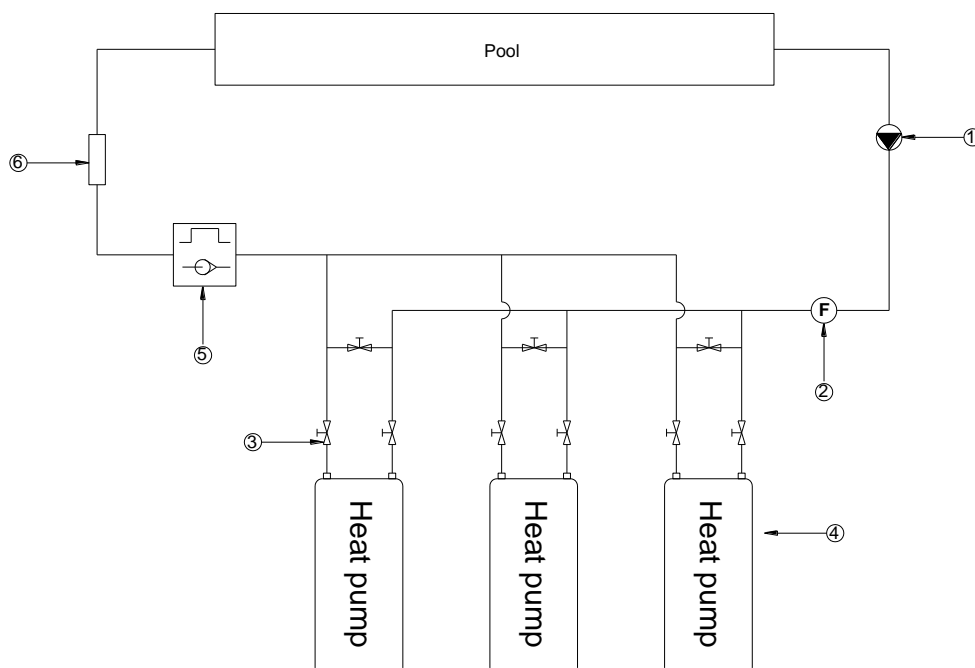 Pool
①
⑥
F
⑤
②
③
④
Heat pump
Heat pump
Heat pump